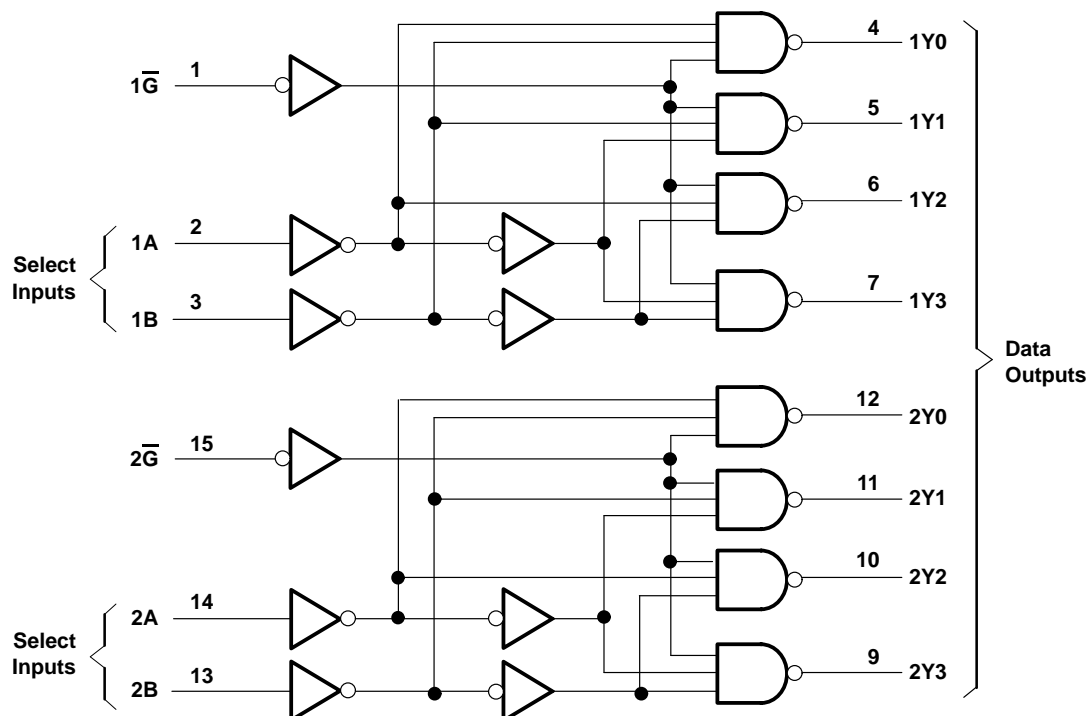 4
1Y0
1G̅
1
5
1Y1
6
1Y2
2
1A
Select
Inputs
3
1B
7
1Y3
Data
Outputs
12
2Y0
2G̅
15
11
2Y1
10
2Y2
14
2A
Select
Inputs
13
2B
9
2Y3